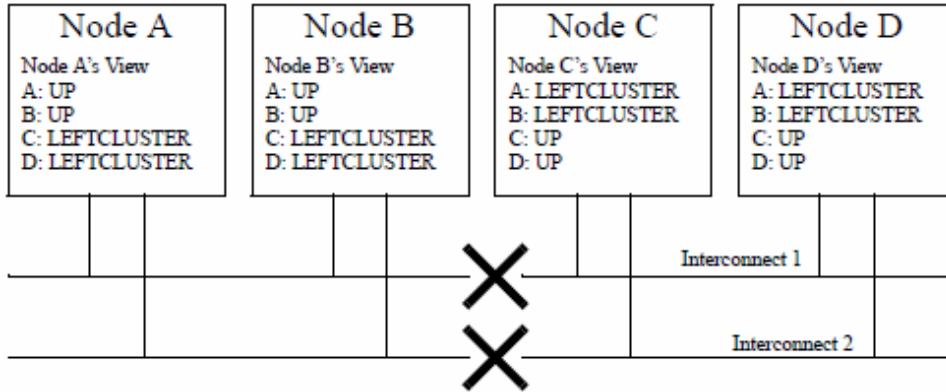 Node A
Node A's View
A: UP
B: UP
C: LEFTCLUSTER
D: LEFTCLUSTER
Node B
Node B's View
A: UP
B: UP
C: LEFTCLUSTER
D: LEFTCLUSTER
Node C
Node C's View
A: LEFTCLUSTER
B: LEFTCLUSTER
C: UP
D: UP
Node D
Node D's View
A: LEFTCLUSTER
B: LEFTCLUSTER
C: UP
D: UP
Interconnect 1
Interconnect 2